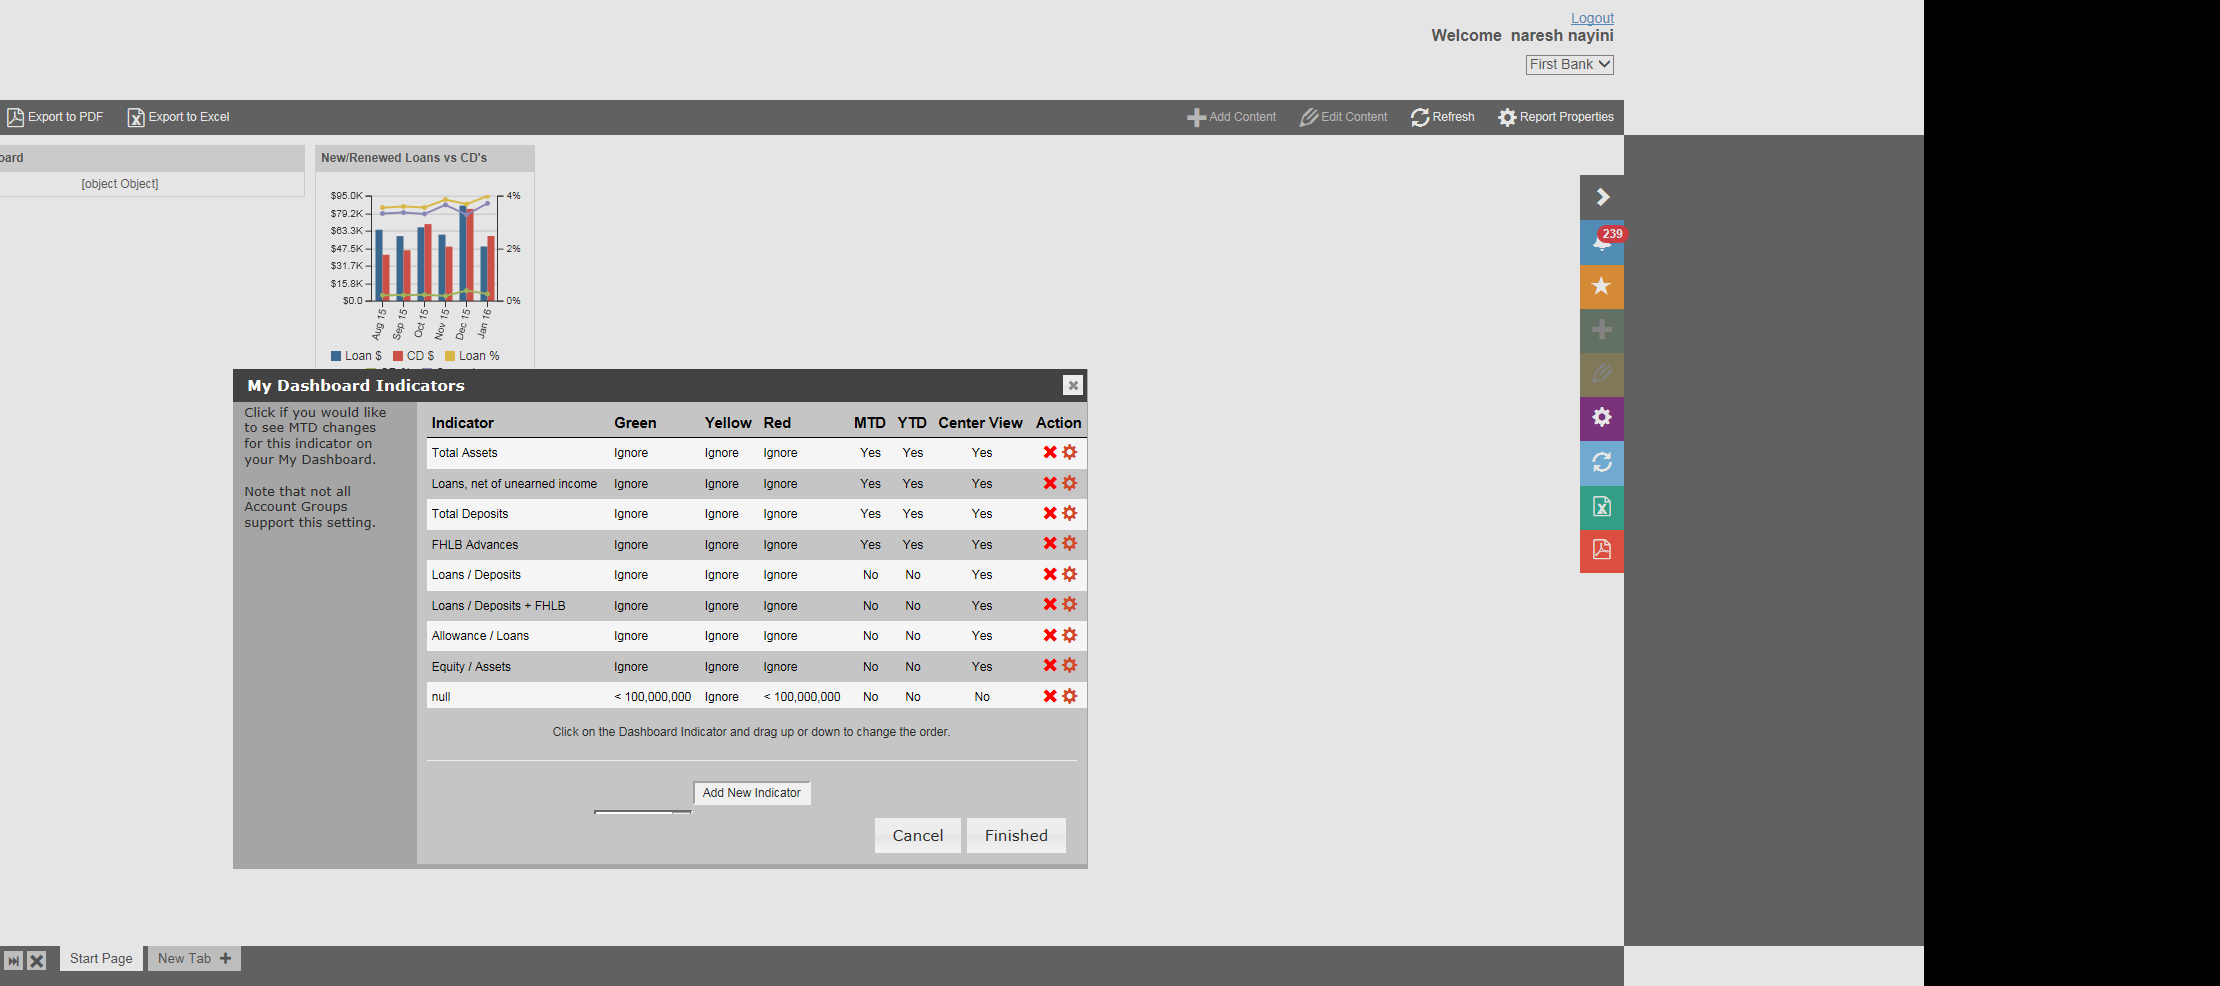 Logout
Welcome naresh nayini
First Bank
Export to PDF
Export to Excel
Add Content
Edit Content
Refresh
Report Properties
oard
[object Object]
New/Renewed Loans vs CD's
$95.0K
$79.2K
$63.3K
$47.5K
$31.7K
$15.8K
$0.0
4%
2%
0%
Aug 15
Sep 15
Oct 15
Nov 15
Dec 15
Jan 16
Loan $ CD $ Loan %
239
My Dashboard Indicators
Click if you would like
to see MTD changes
for this indicator on
your My Dashboard.
Note that not all
Account Groups
support this setting.
Indicator Green Yellow Red MTD YTD Center View Action
Total Assets Ignore Ignore Ignore Yes Yes Yes
Loans, net of unearned income Ignore Ignore Ignore Yes Yes Yes
Total Deposits Ignore Ignore Ignore Yes Yes Yes
FHLB Advances Ignore Ignore Ignore Yes Yes Yes
Loans / Deposits Ignore Ignore Ignore No No Yes
Loans / Deposits + FHLB Ignore Ignore Ignore No No Yes
Allowance / Loans Ignore Ignore Ignore No No Yes
Equity / Assets Ignore Ignore Ignore No No Yes
null < 100,000,000 Ignore < 100,000,000 No No No
Click on the Dashboard Indicator and drag up or down to change the order.
Add New Indicator
Cancel
Finished
Start Page
New Tab